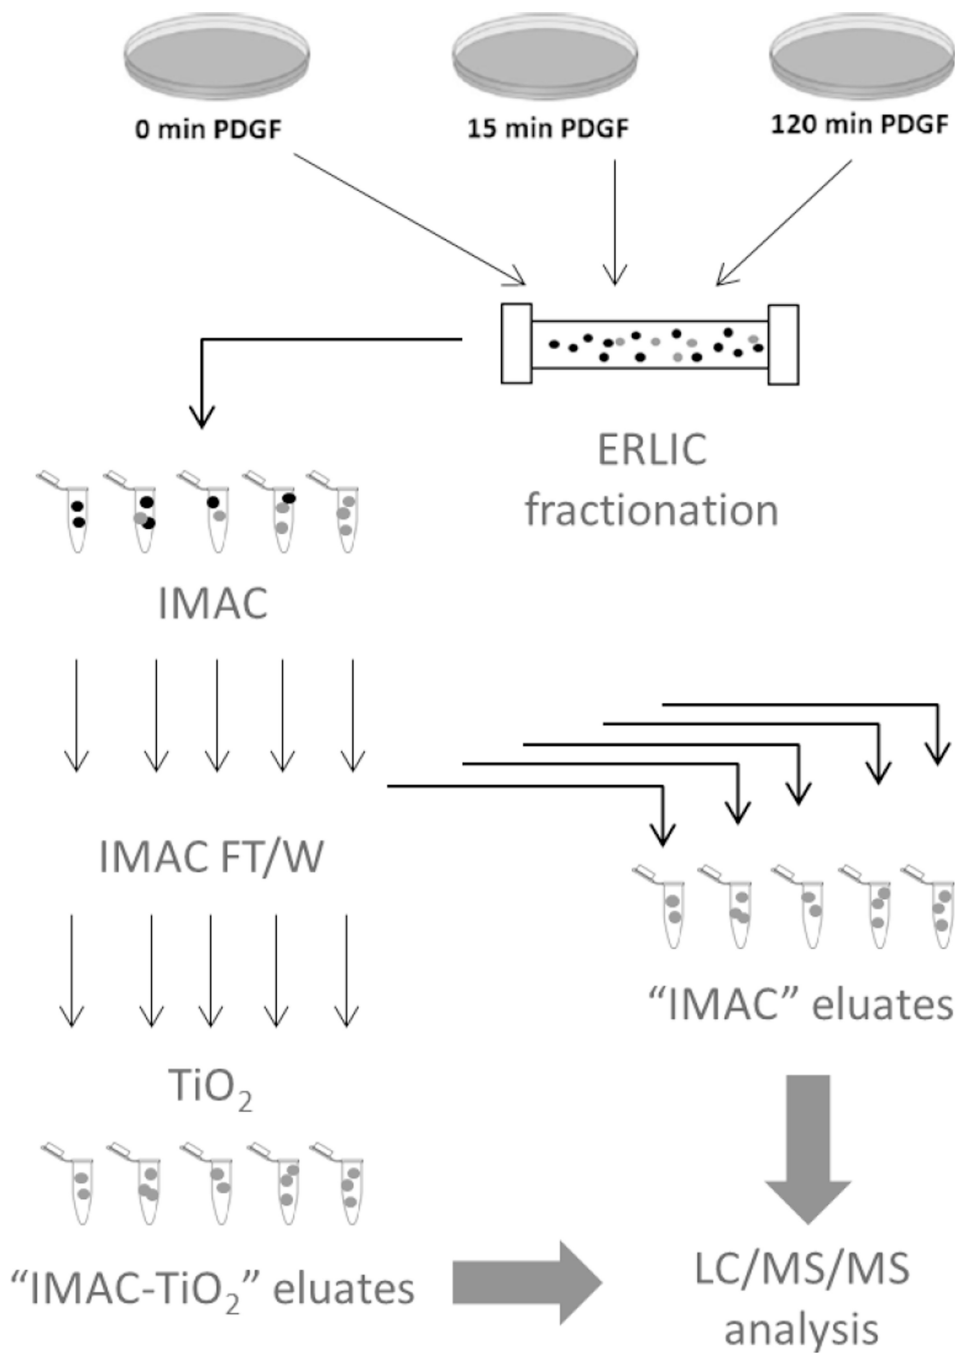 0 min PDGF
15 min PDGF
120 min PDGF
ERLIC
fractionation
IMAC
IMAC FT/W
“IMAC” eluates
TiO₂
“IMAC-TiO₂” eluates
LC/MS/MS
analysis